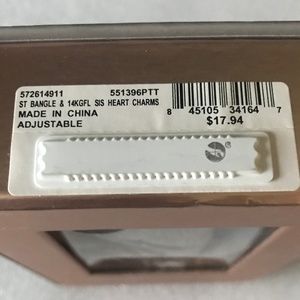 572614911 551396PTT
ST BANGLE & 14KGFL SIS HEART CHARMS
MADE IN CHINA
ADJUSTABLE
8 45105 34164 7
$17.94
®